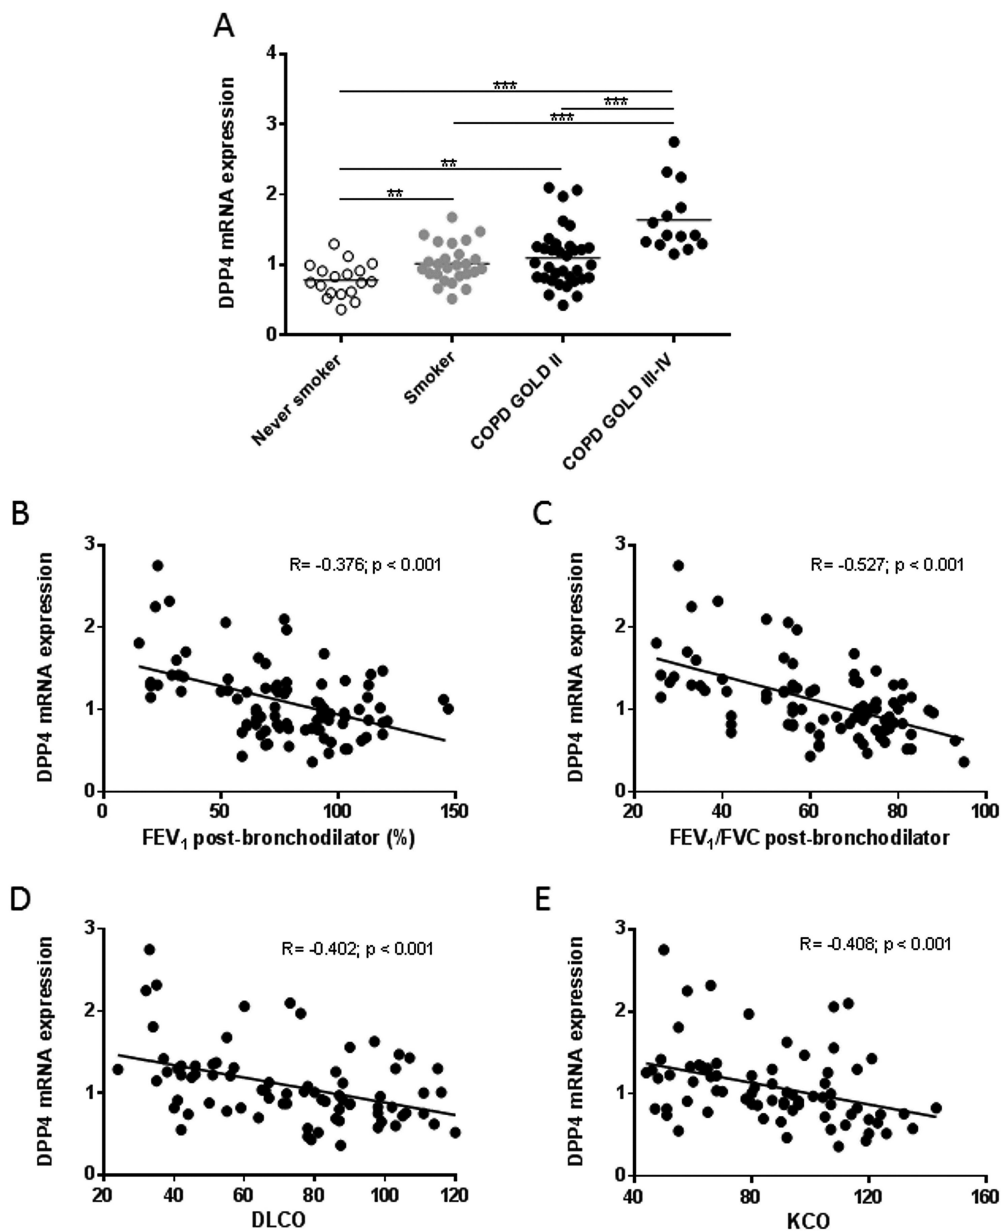 A
4
3
2
1
0
DPP4 mRNA expression
***
***
***
**
**
Never smoker
Smoker
COPD GOLD II
COPD GOLD III-IV
B
3
2
1
0
DPP4 mRNA expression
R= -0.376; p < 0.001
0 50 100 150
FEV₁ post-bronchodilator (%)
C
3
2
1
0
DPP4 mRNA expression
R= -0.527; p < 0.001
20 40 60 80 100
FEV₁/FVC post-bronchodilator
D
3
2
1
0
DPP4 mRNA expression
R= -0.402; p < 0.001
20 40 60 80 100 120
DLCO
E
3
2
1
0
DPP4 mRNA expression
R= -0.408; p < 0.001
40 80 120 160
KCO